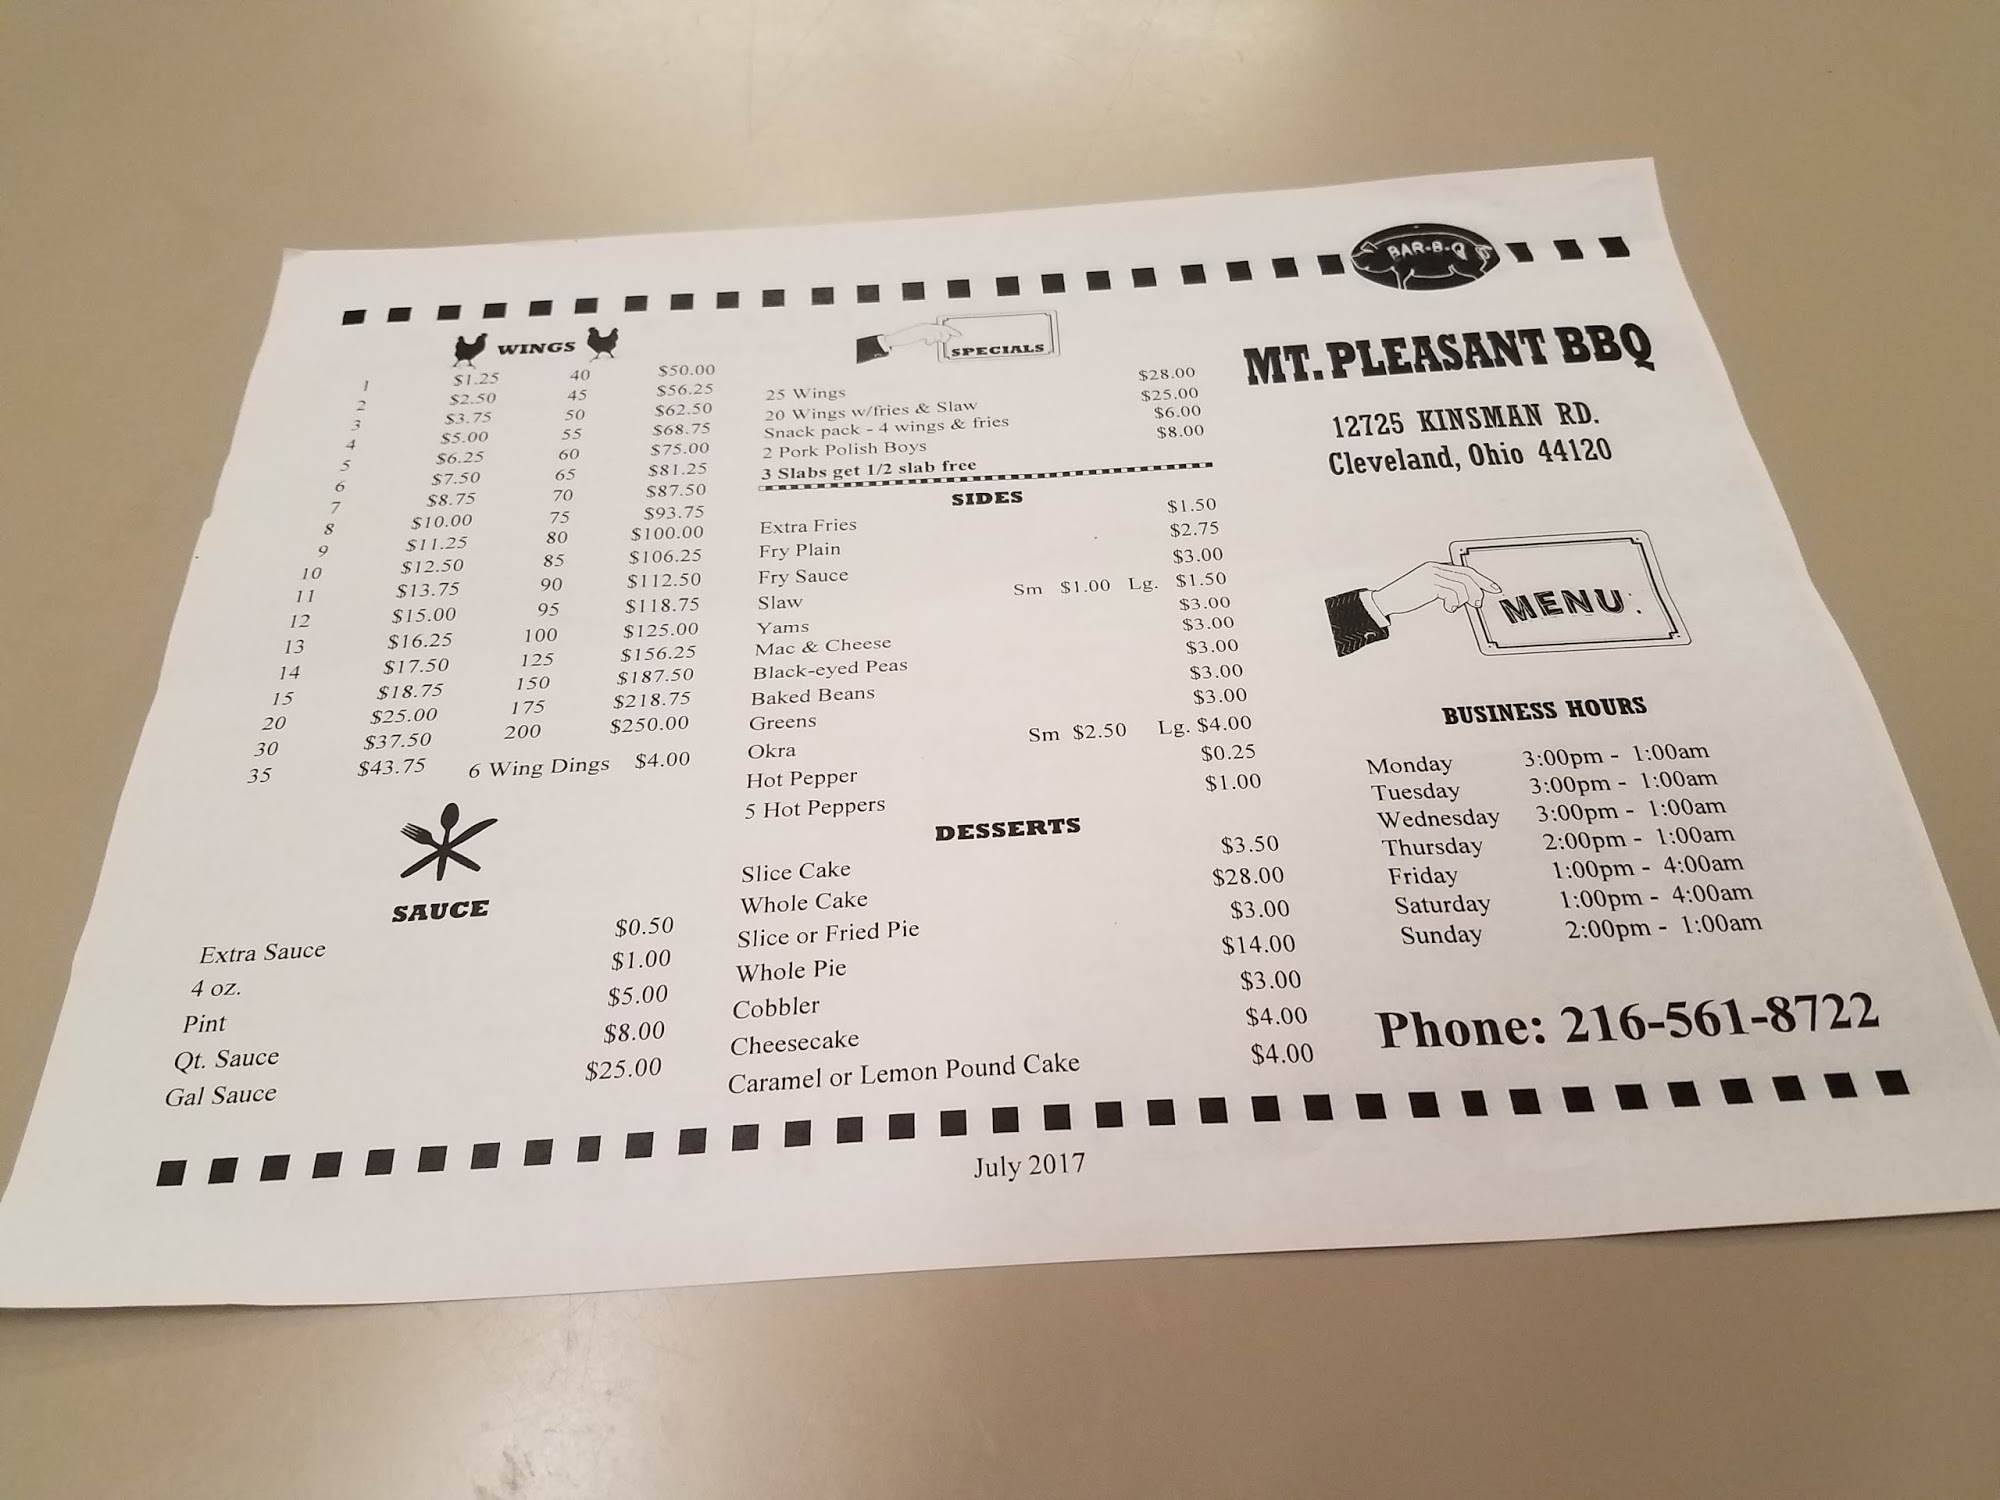 BAR-B-Q
WINGS
1 $1.25 40 $50.00
2 $2.50 45 $56.25
3 $3.75 50 $62.50
4 $5.00 55 $68.75
5 $6.25 60 $75.00
6 $7.50 65 $81.25
7 $8.75 70 $87.50
8 $10.00 75 $93.75
9 $11.25 80 $100.00
10 $12.50 85 $106.25
11 $13.75 90 $112.50
12 $15.00 95 $118.75
13 $16.25 100 $125.00
14 $17.50 125 $156.25
15 $18.75 150 $187.50
20 $25.00 175 $218.75
30 $37.50 200 $250.00
35 $43.75 6 Wing Dings $4.00
SAUCE
Extra Sauce $0.50
4 oz. $1.00
Pint $5.00
Qt. Sauce $8.00
Gal Sauce $25.00
SPECIALS
25 Wings $28.00
20 Wings w/fries & Slaw $25.00
Snack pack - 4 wings & fries $6.00
2 Pork Polish Boys $8.00
3 Slabs get 1/2 slab free
SIDES
Extra Fries $1.50
Fry Plain $2.75
Fry Sauce $3.00
Slaw Sm $1.00 Lg. $1.50
Yams $3.00
Mac & Cheese $3.00
Black-eyed Peas $3.00
Baked Beans $3.00
Greens $3.00
Okra Sm $2.50 Lg. $4.00
Hot Pepper $0.25
5 Hot Peppers $1.00
DESSERTS
Slice Cake $3.50
Whole Cake $28.00
Slice or Fried Pie $3.00
Whole Pie $14.00
Cobbler $3.00
Cheesecake $4.00
Caramel or Lemon Pound Cake $4.00
MT. PLEASANT BBQ
12725 KINSMAN RD.
Cleveland, Ohio 44120
MENU
BUSINESS HOURS
Monday 3:00pm - 1:00am
Tuesday 3:00pm - 1:00am
Wednesday 3:00pm - 1:00am
Thursday 2:00pm - 1:00am
Friday 1:00pm - 4:00am
Saturday 1:00pm - 4:00am
Sunday 2:00pm - 1:00am
Phone: 216-561-8722
July 2017